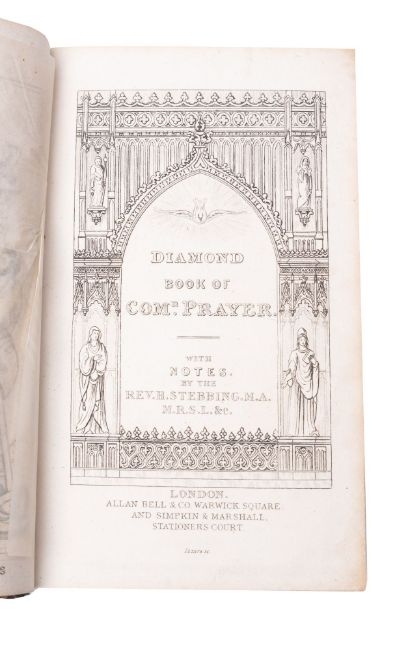 DIAMOND
BOOK OF
COMN. PRAYER.
WITH
NOTES.
BY THE
REV. H. STEBBING. M.A.
M.R.S.L. &c.
LONDON.
ALLAN BELL & CO. WARWICK SQUARE.
AND SIMPKIN & MARSHALL,
STATIONERS COURT.